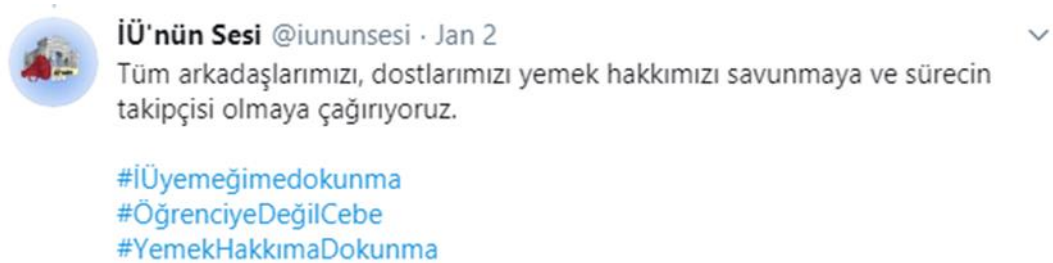 İÜ'nün Sesi @iununsesi · Jan 2
Tüm arkadaşlarımızı, dostlarımızı yemek hakkımızı savunmaya ve sürecin
takipçisi olmaya çağırıyoruz.
#İÜyemeğimedokunma
#ÖğrenciyeDeğilCebe
#YemekHakkımaDokunma